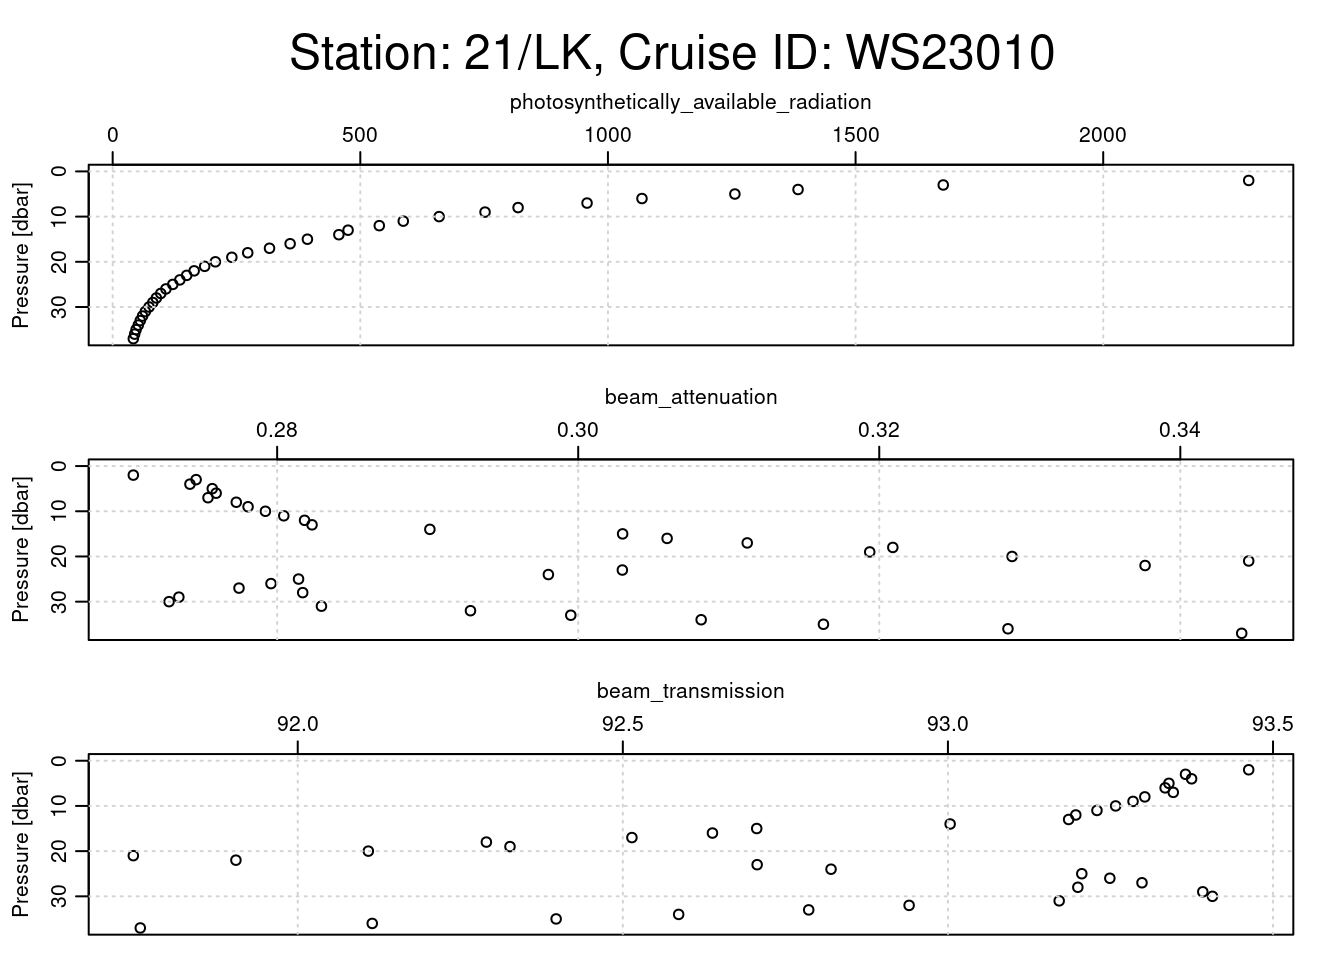 Station: 21/LK, Cruise ID: WS23010
photosynthetically_available_radiation
0 500 1000 1500 2000
Pressure [dbar]
0
10
20
30
beam_attenuation
0.28 0.30 0.32 0.34
Pressure [dbar]
0
10
20
30
beam_transmission
92.0 92.5 93.0 93.5
Pressure [dbar]
0
10
20
30